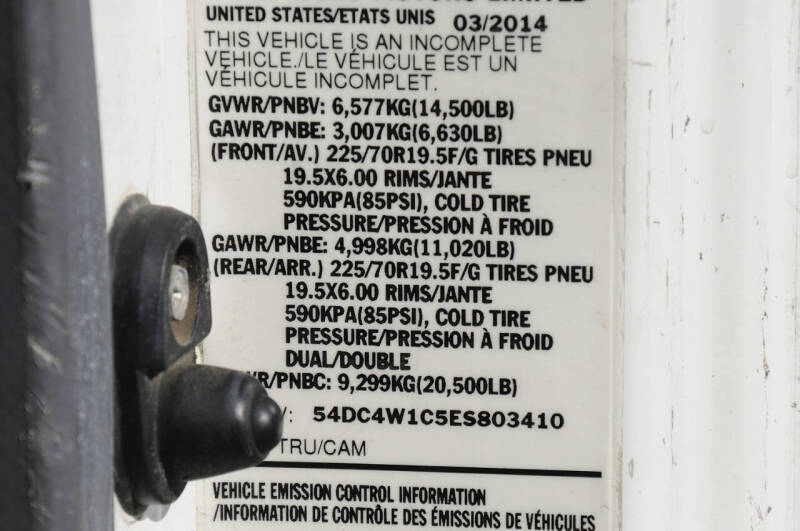 UNITED STATES/ETATS UNIS 03/2014
THIS VEHICLE IS AN INCOMPLETE
VEHICLE./LE VÉHICULE EST UN
VÉHICULE INCOMPLET.
GVWR/PNBV: 6,577KG(14,500LB)
GAWR/PNBE: 3,007KG(6,630LB)
(FRONT/AV.) 225/70R19.5F/G TIRES PNEU
19.5X6.00 RIMS/JANTE
590KPA(85PSI), COLD TIRE
PRESSURE/PRESSION À FROID
GAWR/PNBE: 4,998KG(11,020LB)
(REAR/ARR.) 225/70R19.5F/G TIRES PNEU
19.5X6.00 RIMS/JANTE
590KPA(85PSI), COLD TIRE
PRESSURE/PRESSION À FROID
DUAL/DOUBLE
WR/PNBC: 9,299KG(20,500LB)
/: 54DC4W1C5ES803410
TRU/CAM
VEHICLE EMISSION CONTROL INFORMATION
/INFORMATION DE CONTRÔLE DES ÉMISSIONS DE VÉHICULES